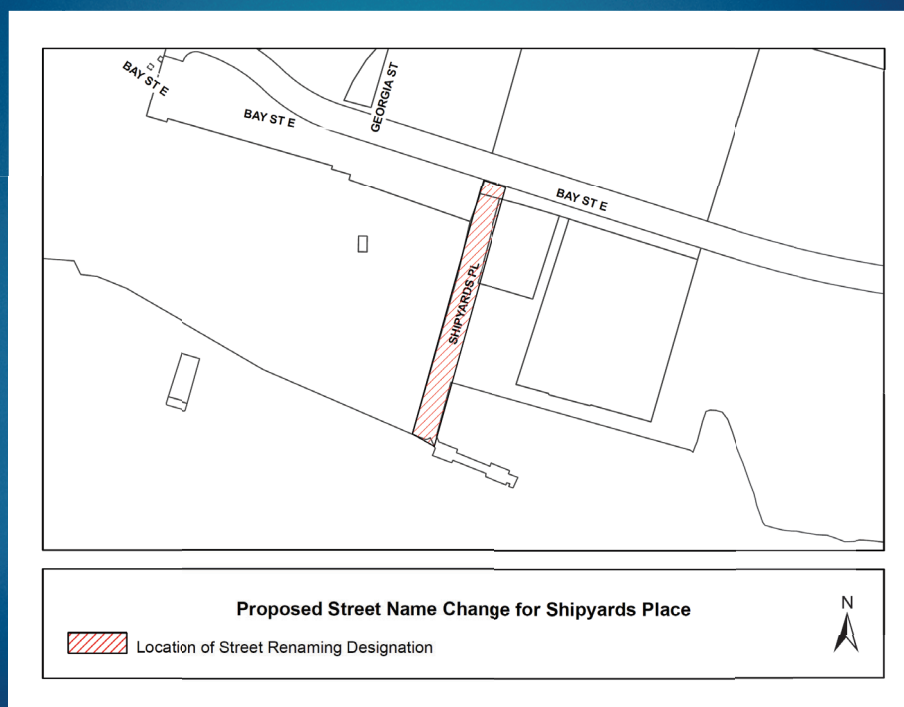 BAY ST E
BAY ST E
GEORGIA ST
BAY ST E
SHIPYARDS PL
Proposed Street Name Change for Shipyards Place
N
Location of Street Renaming Designation